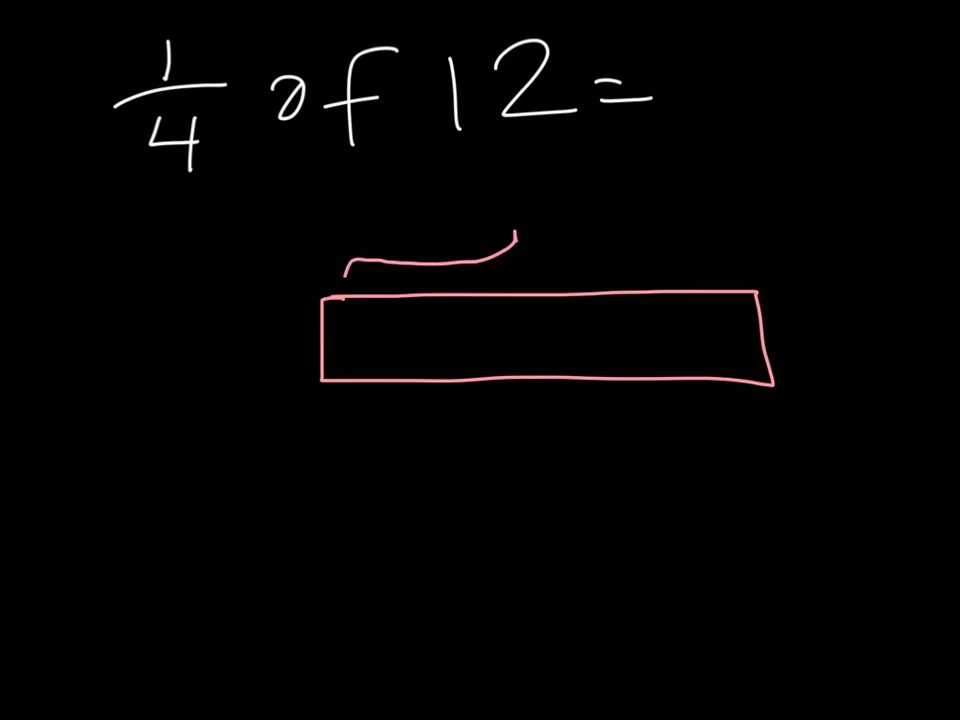 1/4 of 12 =